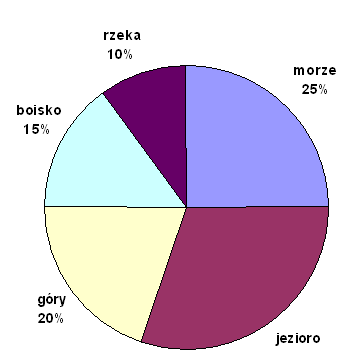 rzeka
10%
morze
25%
boisko
15%
góry
20%
jezioro